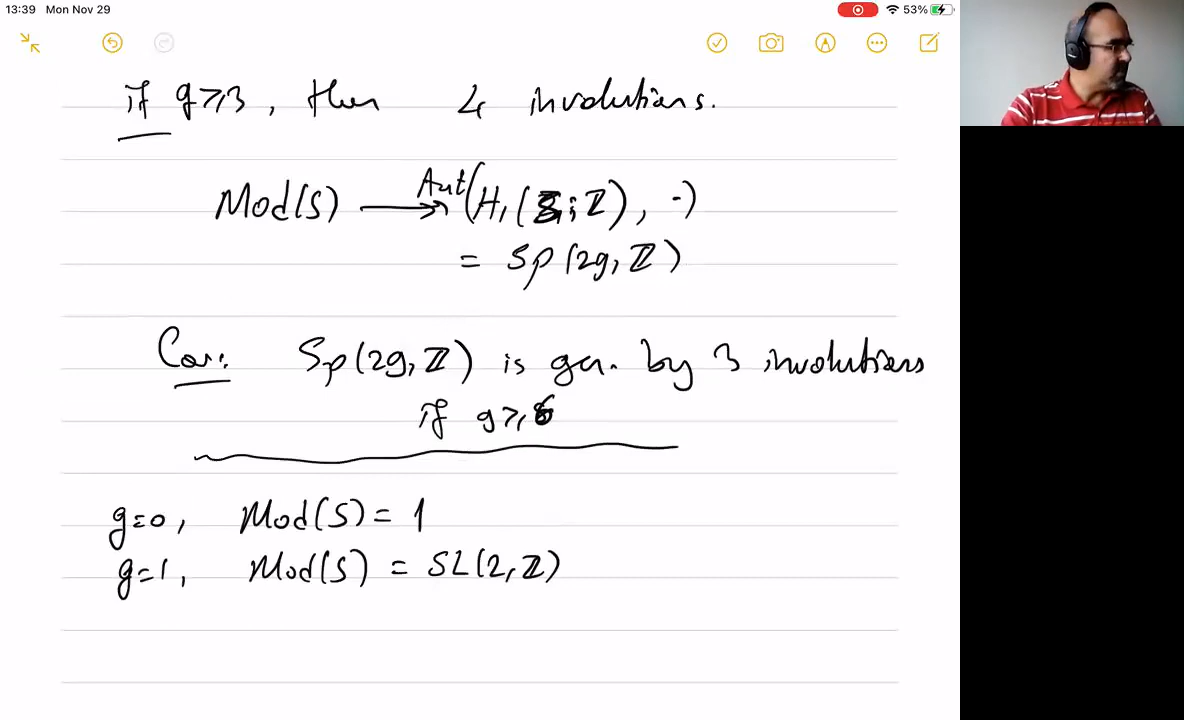 13:39 Mon Nov 29
53%
if g≥3, then 4 involutions.
Mod(S) → Aut(H₁(S;ℤ), ·)
= Sp(2g, ℤ)
Cor: Sp(2g, ℤ) is gen. by 3 involutions
if g≥6
g=0, Mod(S) = 1
g=1, Mod(S) = SL(2, ℤ)